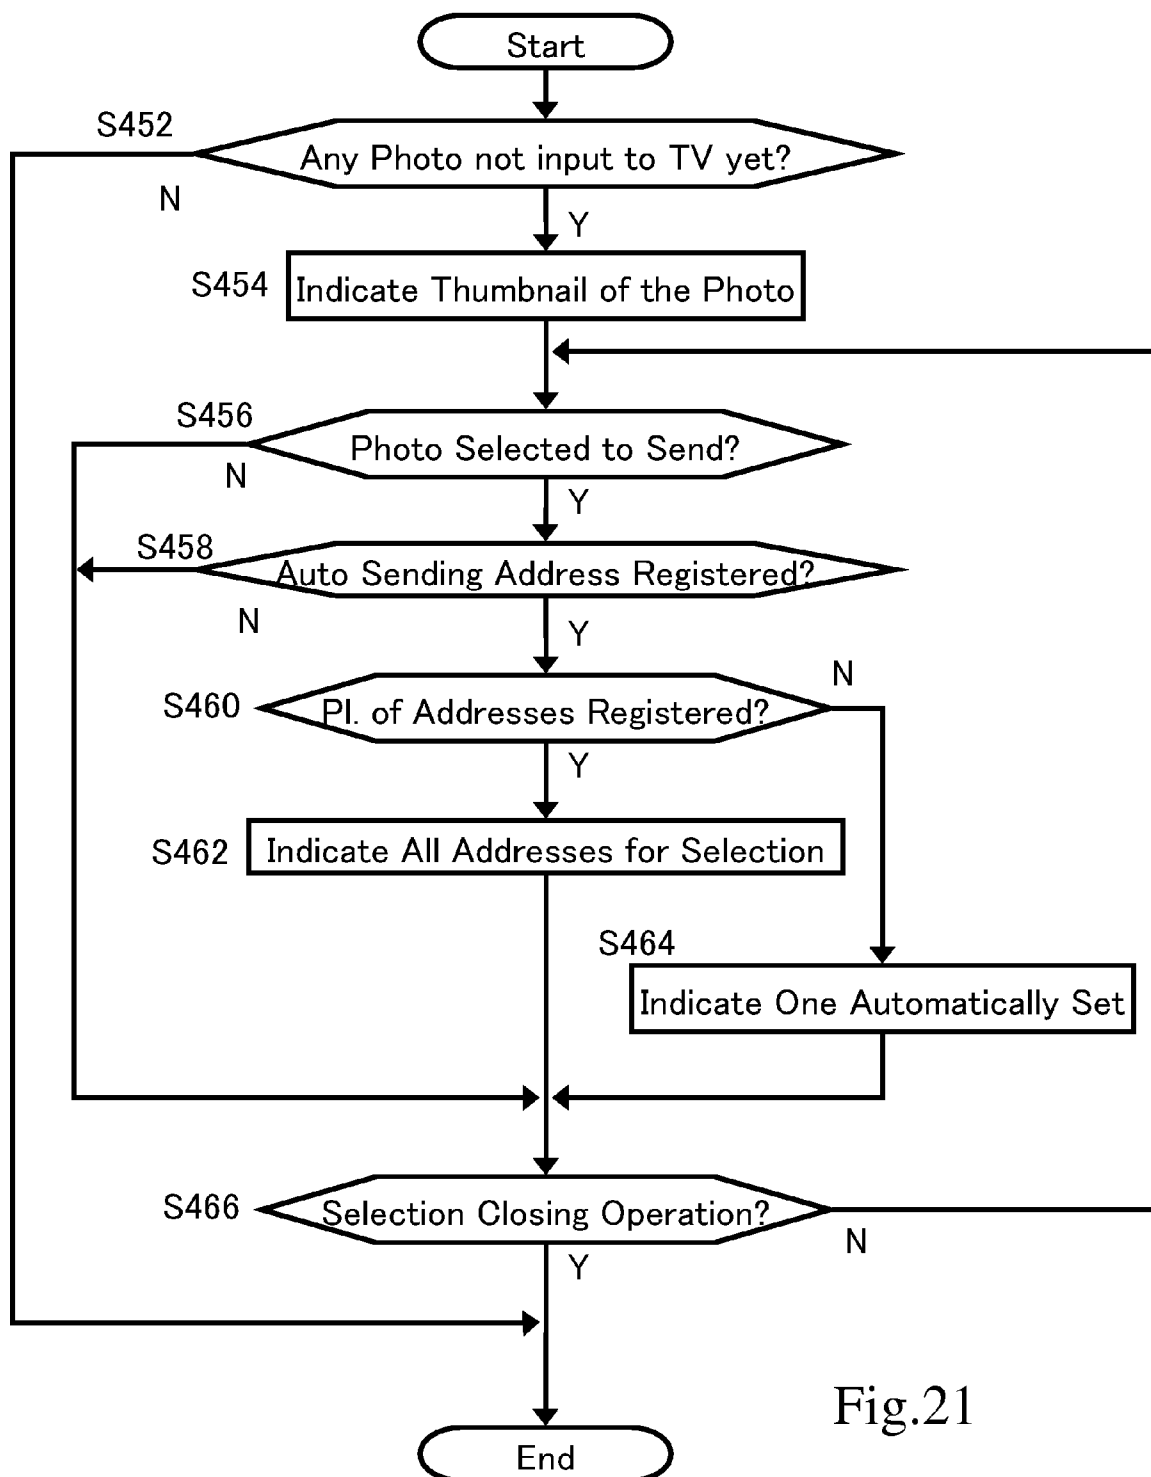 Start
S452
Any Photo not input to TV yet?
N
Y
S454
Indicate Thumbnail of the Photo
S456
Photo Selected to Send?
N
Y
S458
Auto Sending Address Registered?
N
Y
N
S460
Pl. of Addresses Registered?
Y
S462
Indicate All Addresses for Selection
S464
Indicate One Automatically Set
S466
Selection Closing Operation?
N
Y
Fig.21
End